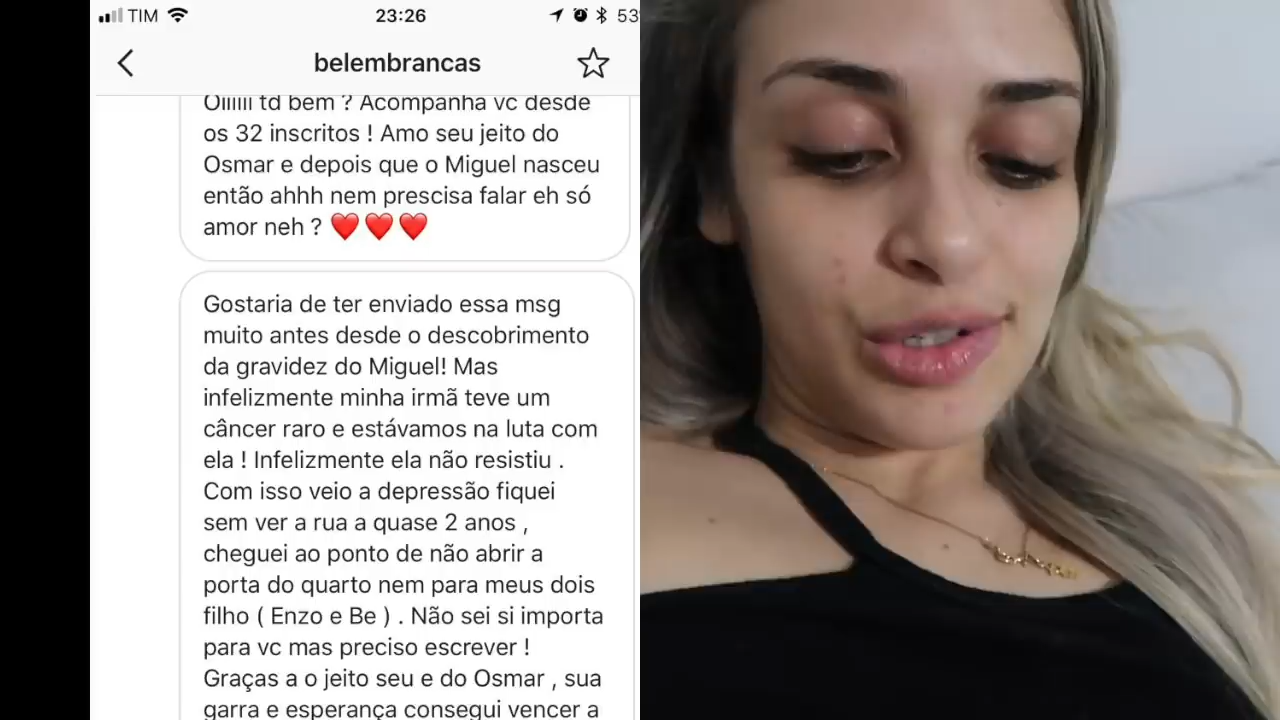 TIM 23:26 53
belembrancas
Oiiiiii td bem ? Acompanha vc desde
os 32 inscritos ! Amo seu jeito do
Osmar e depois que o Miguel nasceu
então ahhh nem prescisa falar eh só
amor neh ? ❤️❤️❤️
Gostaria de ter enviado essa msg
muito antes desde o descobrimento
da gravidez do Miguel! Mas
infelizmente minha irmã teve um
câncer raro e estávamos na luta com
ela ! Infelizmente ela não resistiu .
Com isso veio a depressão fiquei
sem ver a rua a quase 2 anos ,
cheguei ao ponto de não abrir a
porta do quarto nem para meus dois
filho ( Enzo e Be ) . Não sei si importa
para vc mas preciso escrever !
Graças a o jeito seu e do Osmar , sua
garra e esperança consegui vencer a